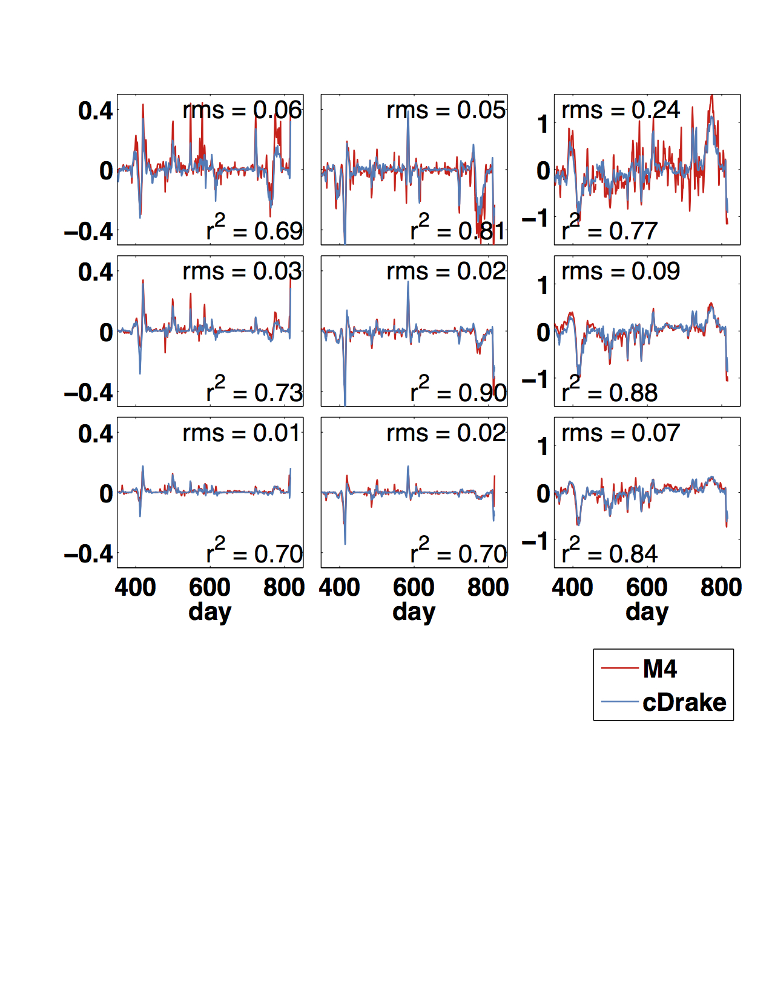 rms = 0.06 rms = 0.05 rms = 0.24
0.4 1
0 0
−0.4 −1
r2 = 0.69 r2 = 0.81 r2 = 0.77
rms = 0.03 rms = 0.02 rms = 0.09
0.4 1
0 0
−0.4 −1
r2 = 0.73 r2 = 0.90 r2 = 0.88
rms = 0.01 rms = 0.02 rms = 0.07
0.4 1
0 0
−0.4 −1
r2 = 0.70 r2 = 0.70 r2 = 0.84
400 600 800 400 600 800 400 600 800
day day day
M4
cDrake